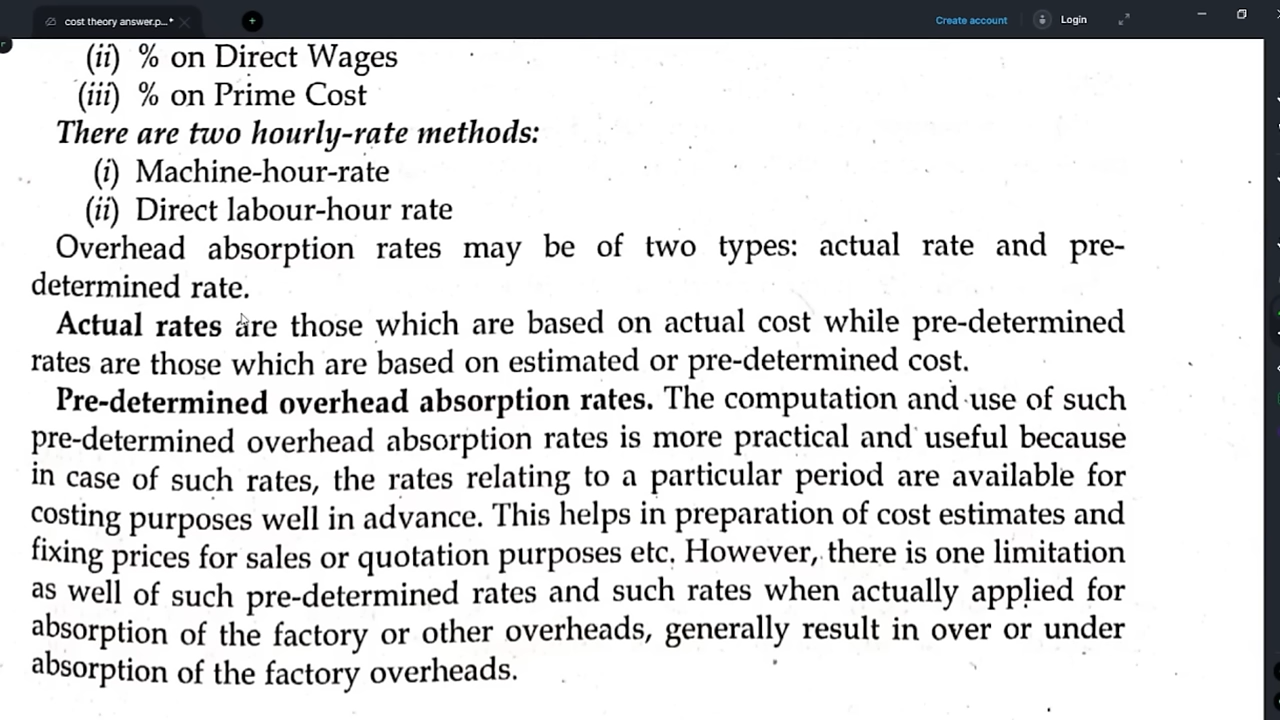 cost theory answer.p...*
Create account
Login
(ii) % on Direct Wages
(iii) % on Prime Cost
There are two hourly-rate methods:
(i) Machine-hour-rate
(ii) Direct labour-hour rate
Overhead absorption rates may be of two types: actual rate and pre-
determined rate.
Actual rates are those which are based on actual cost while pre-determined
rates are those which are based on estimated or pre-determined cost.
Pre-determined overhead absorption rates. The computation and use of such
pre-determined overhead absorption rates is more practical and useful because
in case of such rates, the rates relating to a particular period are available for
costing purposes well in advance. This helps in preparation of cost estimates and
fixing prices for sales or quotation purposes etc. However, there is one limitation
as well of such pre-determined rates and such rates when actually applied for
absorption of the factory or other overheads, generally result in over or under
absorption of the factory overheads.